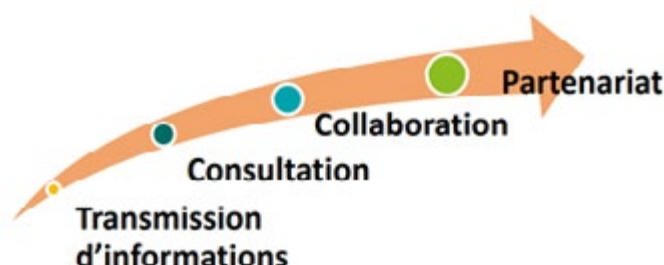 Partenariat
Collaboration
Consultation
Transmission
d'informations